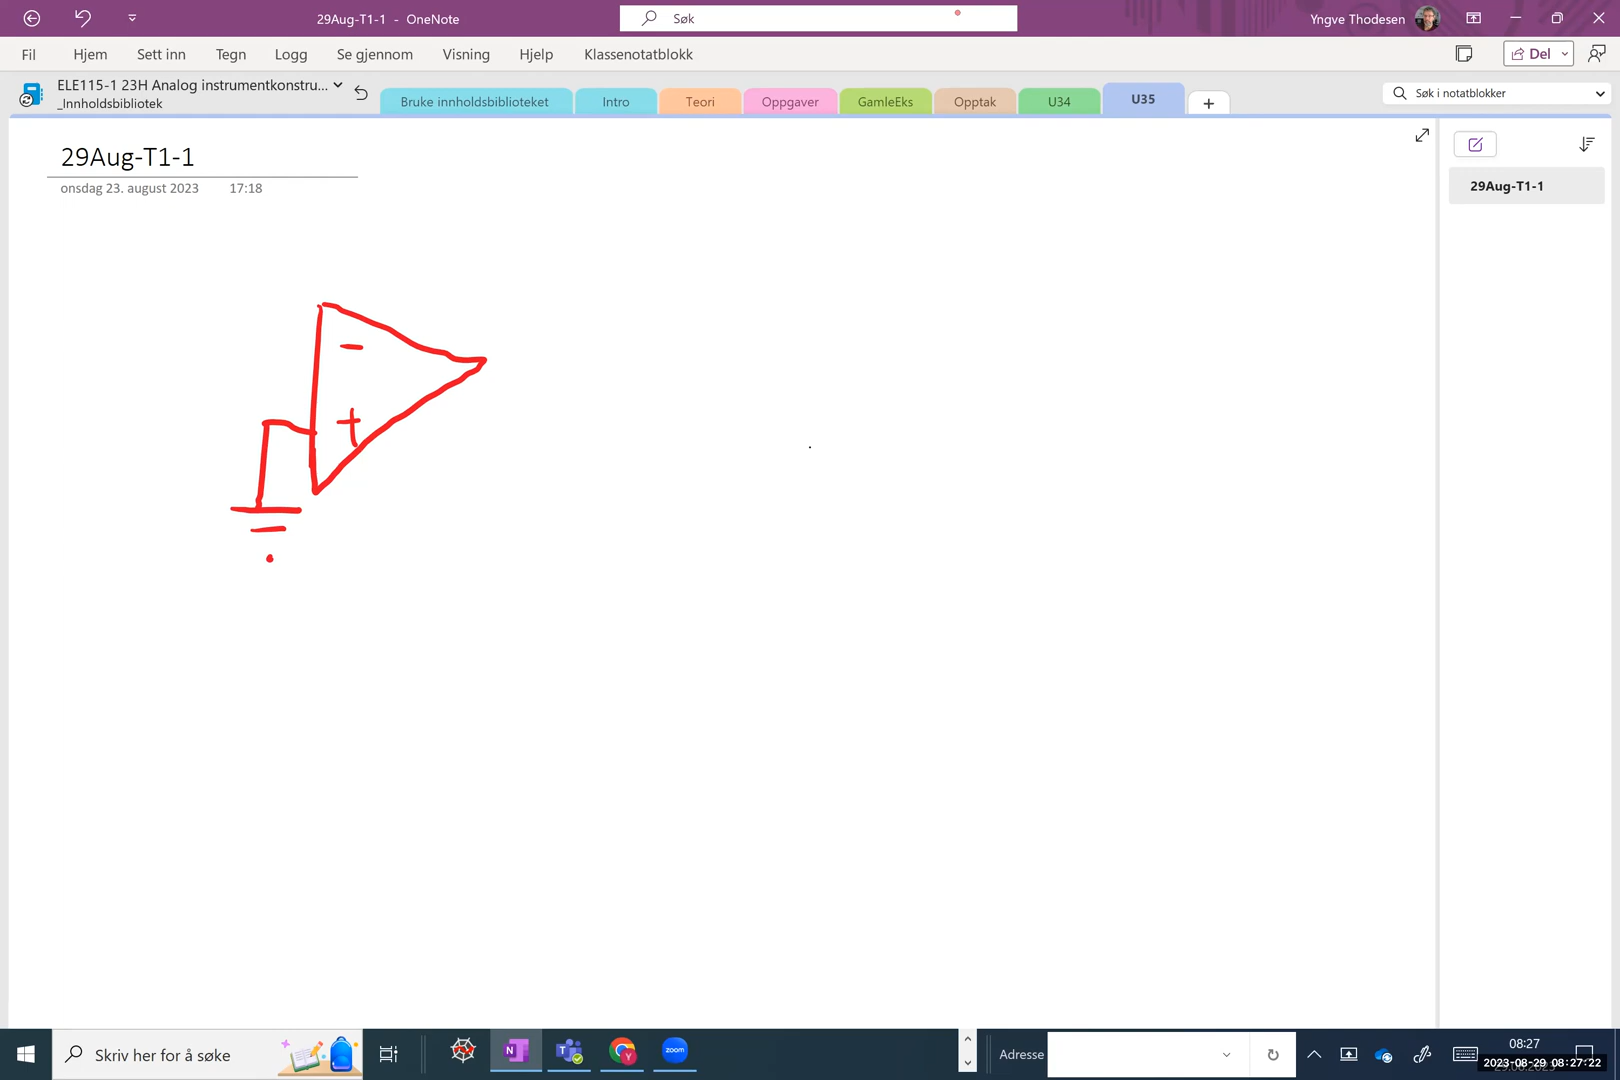 29Aug-T1-1 - OneNote
Søk
Yngve Thodesen
Fil Hjem Sett inn Tegn Logg Se gjennom Visning Hjelp Klassenotatblokk
Del
ELE115-1 23H Analog instrumentkonstru...
_Innholdsbibliotek
Bruke innholdsbiblioteket Intro Teori Oppgaver GamleEks Opptak U34 U35 +
Søk i notatblokker
29Aug-T1-1
onsdag 23. august 2023 17:18
29Aug-T1-1
-
+
Skriv her for å søke
zoom
Adresse
08:27
2023-08-29 08:27:22